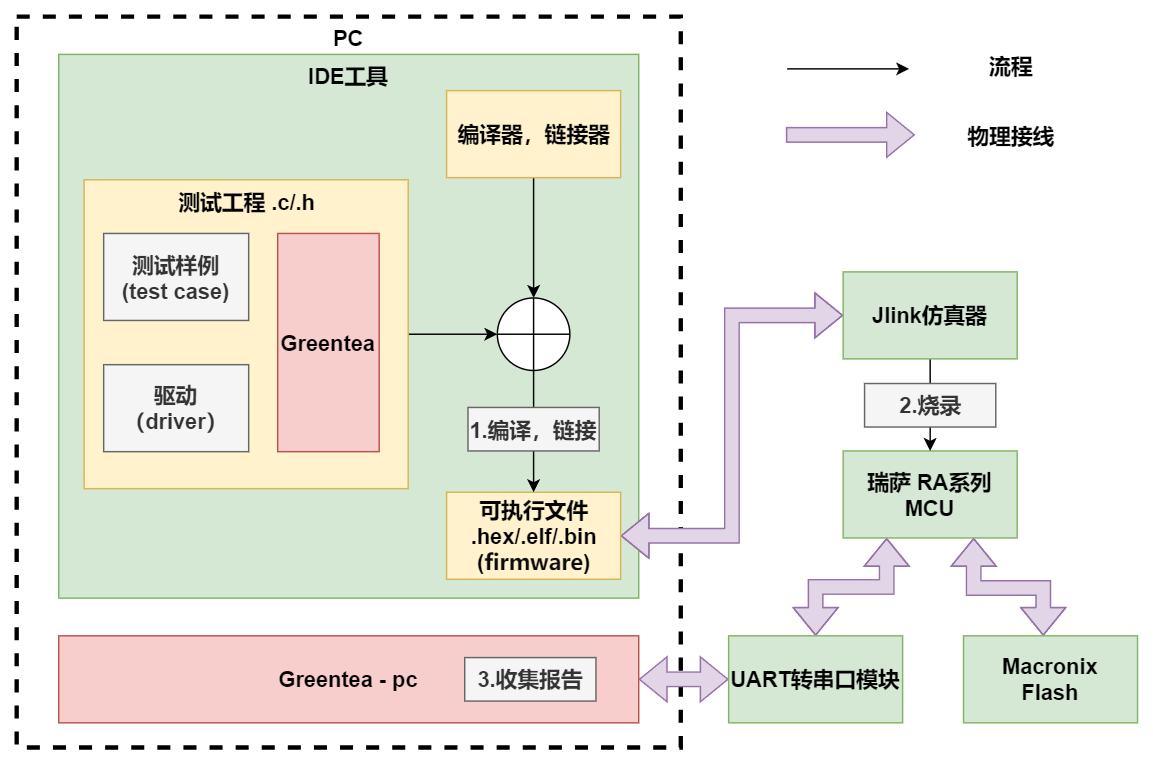 PC
IDE工具
编译器，链接器
测试工程 .c/.h
测试样例
(test case)
Greentea
驱动
（driver）
1.编译，链接
可执行文件
.hex/.elf/.bin
(firmware)
Greentea - pc
3.收集报告
流程
物理接线
Jlink仿真器
2.烧录
瑞萨 RA系列
MCU
UART转串口模块
Macronix
Flash